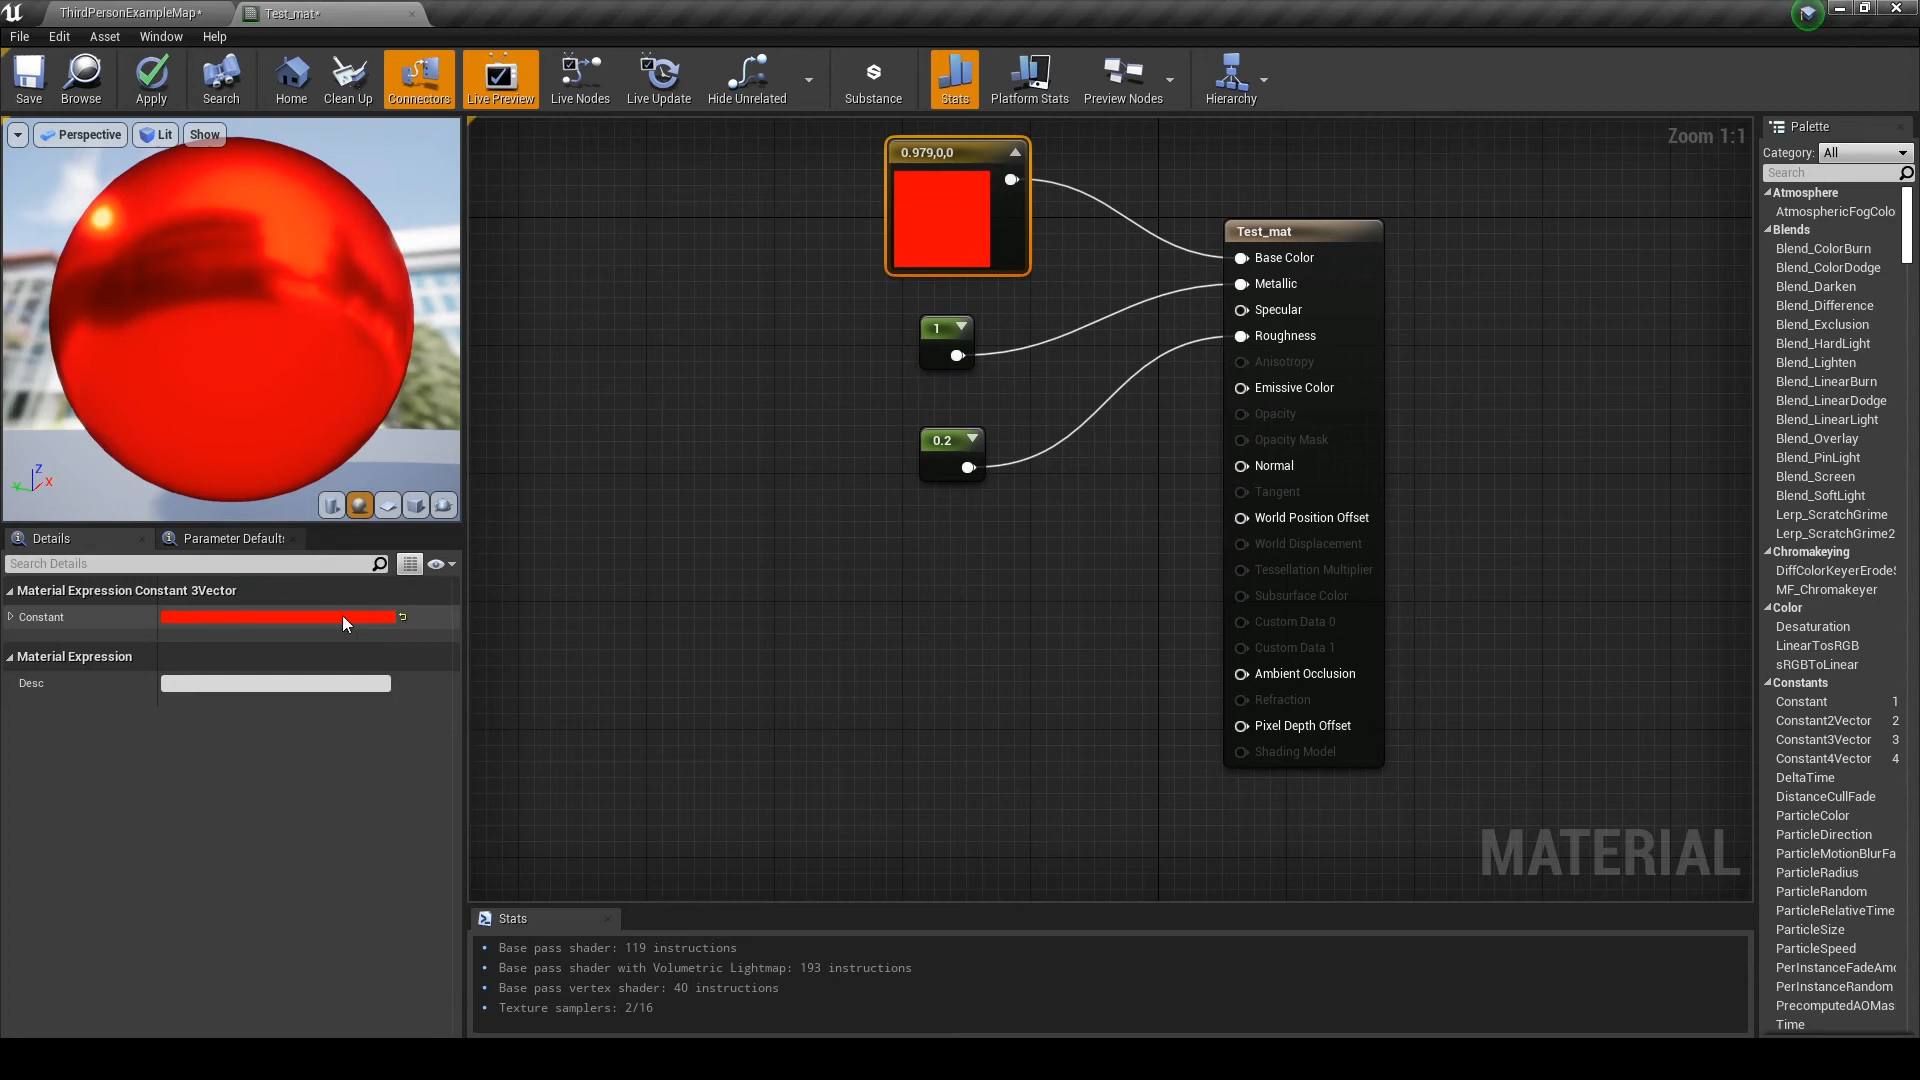 ThirdPersonExampleMap*
Test_mat*
File Edit Asset Window Help
Save
Browse
Apply
Search
Home
Clean Up
Connectors
Live Preview
Live Nodes
Live Update
Hide Unrelated
Substance
Stats
Platform Stats
Preview Nodes
Hierarchy
Perspective
Lit
Show
Z
X
Y
Details
Parameter Defaults
Search Details
Material Expression Constant 3Vector
Constant
Material Expression
Desc
Zoom 1:1
0.979,0,0
1
0.2
Test_mat
Base Color
Metallic
Specular
Roughness
Anisotropy
Emissive Color
Opacity
Opacity Mask
Normal
Tangent
World Position Offset
World Displacement
Tessellation Multiplier
Subsurface Color
Custom Data 0
Custom Data 1
Ambient Occlusion
Refraction
Pixel Depth Offset
Shading Model
MATERIAL
Stats
Base pass shader: 119 instructions
Base pass shader with Volumetric Lightmap: 193 instructions
Base pass vertex shader: 40 instructions
Texture samplers: 2/16
Palette
Category: All
Search
Atmosphere
AtmosphericFogColo
Blends
Blend_ColorBurn
Blend_ColorDodge
Blend_Darken
Blend_Difference
Blend_Exclusion
Blend_HardLight
Blend_Lighten
Blend_LinearBurn
Blend_LinearDodge
Blend_LinearLight
Blend_Overlay
Blend_PinLight
Blend_Screen
Blend_SoftLight
Lerp_ScratchGrime
Lerp_ScratchGrime2
Chromakeying
DiffColorKeyerErodeS
MF_Chromakeyer
Color
Desaturation
LinearTosRGB
sRGBToLinear
Constants
Constant 1
Constant2Vector 2
Constant3Vector 3
Constant4Vector 4
DeltaTime
DistanceCullFade
ParticleColor
ParticleDirection
ParticleMotionBlurFa
ParticleRadius
ParticleRandom
ParticleRelativeTime
ParticleSize
ParticleSpeed
PerInstanceFadeAmo
PerInstanceRandom
PrecomputedAOMas
Time